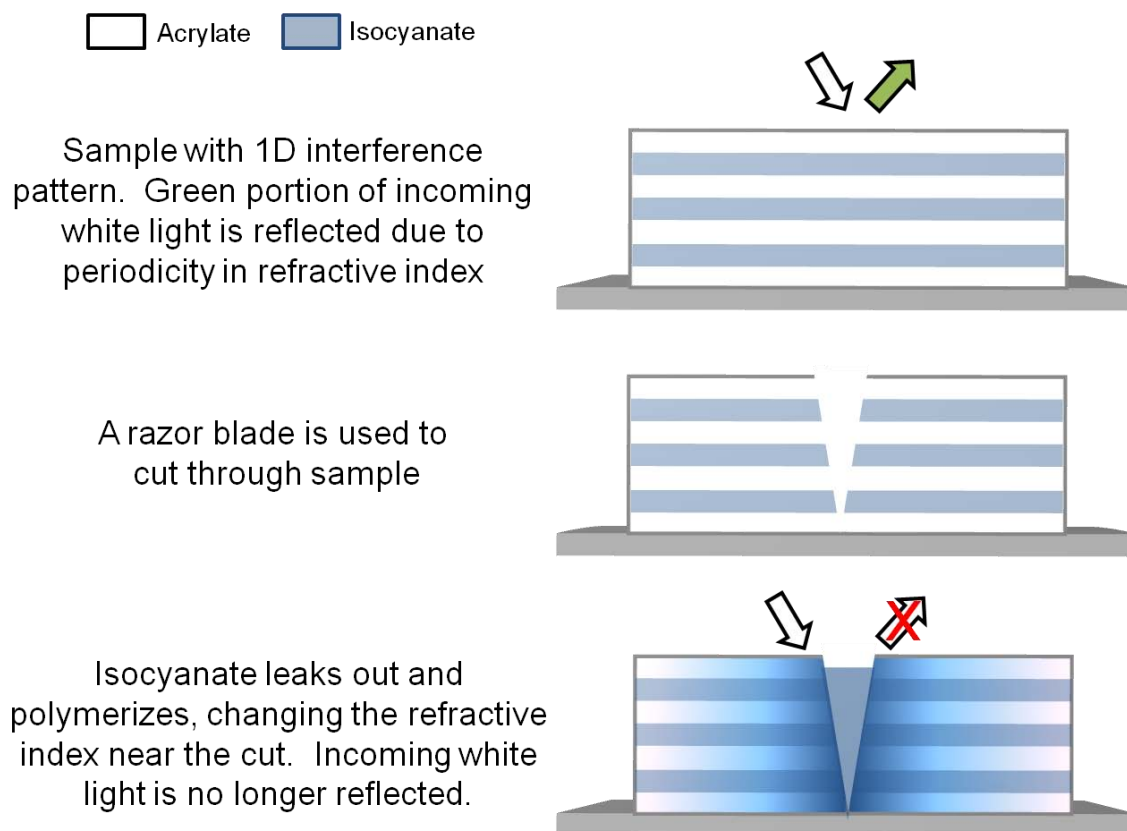 Acrylate
Isocyanate
Sample with 1D interference
pattern. Green portion of incoming
white light is reflected due to
periodicity in refractive index
A razor blade is used to
cut through sample
X
Isocyanate leaks out and
polymerizes, changing the refractive
index near the cut. Incoming white
light is no longer reflected.